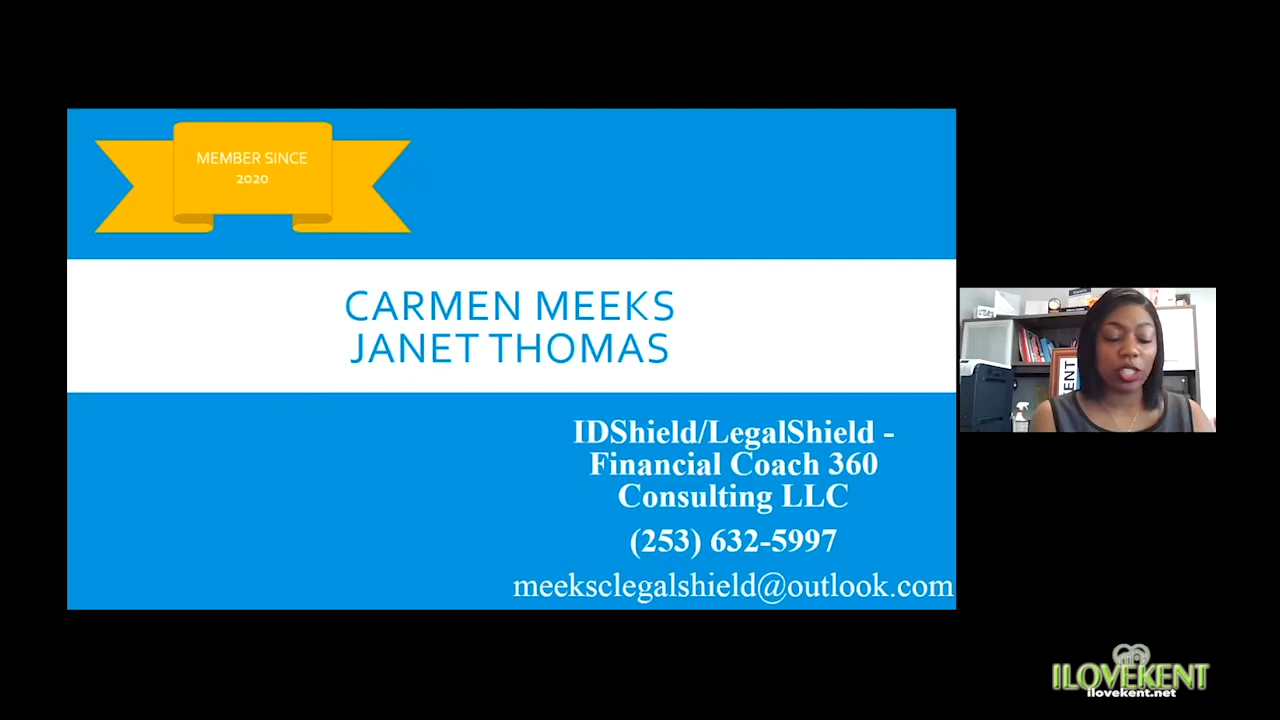 MEMBER SINCE
2020
CARMEN MEEKS
JANET THOMAS
IDShield/LegalShield -
Financial Coach 360
Consulting LLC
(253) 632-5997
meeksclegalshield@outlook.com
ENT
ILOVEKENT
ilovekent.net